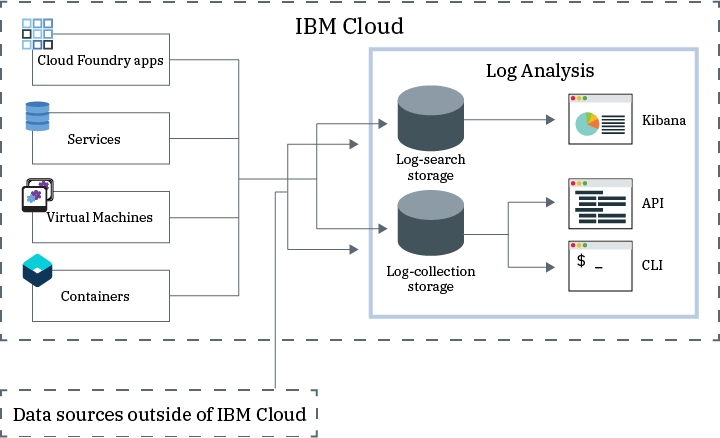 IBM Cloud
Cloud Foundry apps
Services
Virtual Machines
Containers
Log Analysis
Log-search
storage
Kibana
Log-collection
storage
API
$ _
CLI
Data sources outside of IBM Cloud